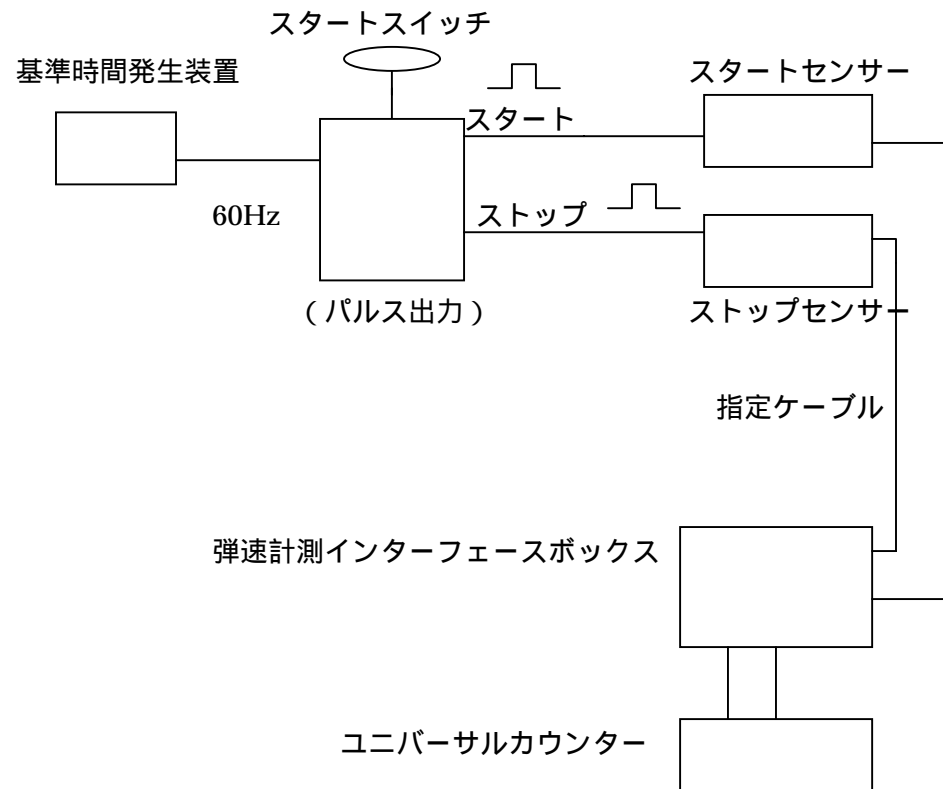 スタートスイッチ
基準時間発生装置
スタートセンサー
スタート
60Hz
ストップ
(パルス出力)
ストップセンサー
指定ケーブル
弾速計測インターフェースボックス
ユニバーサルカウンター